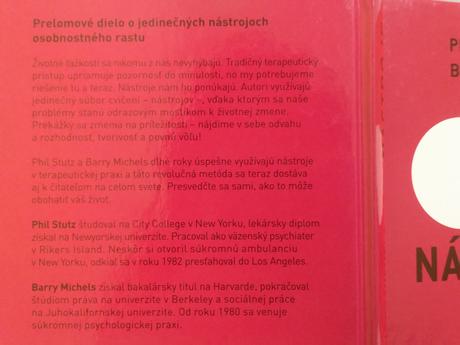 Prelomové dielo o jedinečných nástrojoch
osobnostného rastu
Životné ťažkosti sa nikomu z nás nevyhýbajú. Tradičný terapeutický
prístup upriamuje pozornosť do minulosti, no my potrebujeme
riešenie tu a teraz. Nástroje nám ho ponúkajú. Autori využívajú
jedinečný súbor cvičení – nástrojov –, vďaka ktorým sa naše
problémy stanú odrazovým mostíkom k životnej zmene.
Prekážky sa zmenia na príležitosti – nájdime v sebe odvahu
a rozhodnosť, tvorivosť a pevnú vôľu!
Phil Stutz a Barry Michels dlhé roky úspešne využívajú nástroje
v terapeutickej praxi a táto revolučná metóda sa teraz dostáva
aj k čitateľom na celom svete. Presvedčte sa sami, ako to môže
obohatiť váš život.
Phil Stutz študoval na City College v New Yorku, lekársky diplom
získal na Newyorskej univerzite. Pracoval ako väzenský psychiater
v Rikers Island. Neskôr si otvoril súkromnú ambulanciu
v New Yorku, odkiaľ sa v roku 1982 presťahoval do Los Angeles.
Barry Michels získal bakalársky titul na Harvarde, pokračoval
štúdiom práva na univerzite v Berkeley a sociálnej práce
na Juhokalifornskej univerzite. Od roku 1980 sa venuje
súkromnej psychologickej praxi.
P
B
NÁ